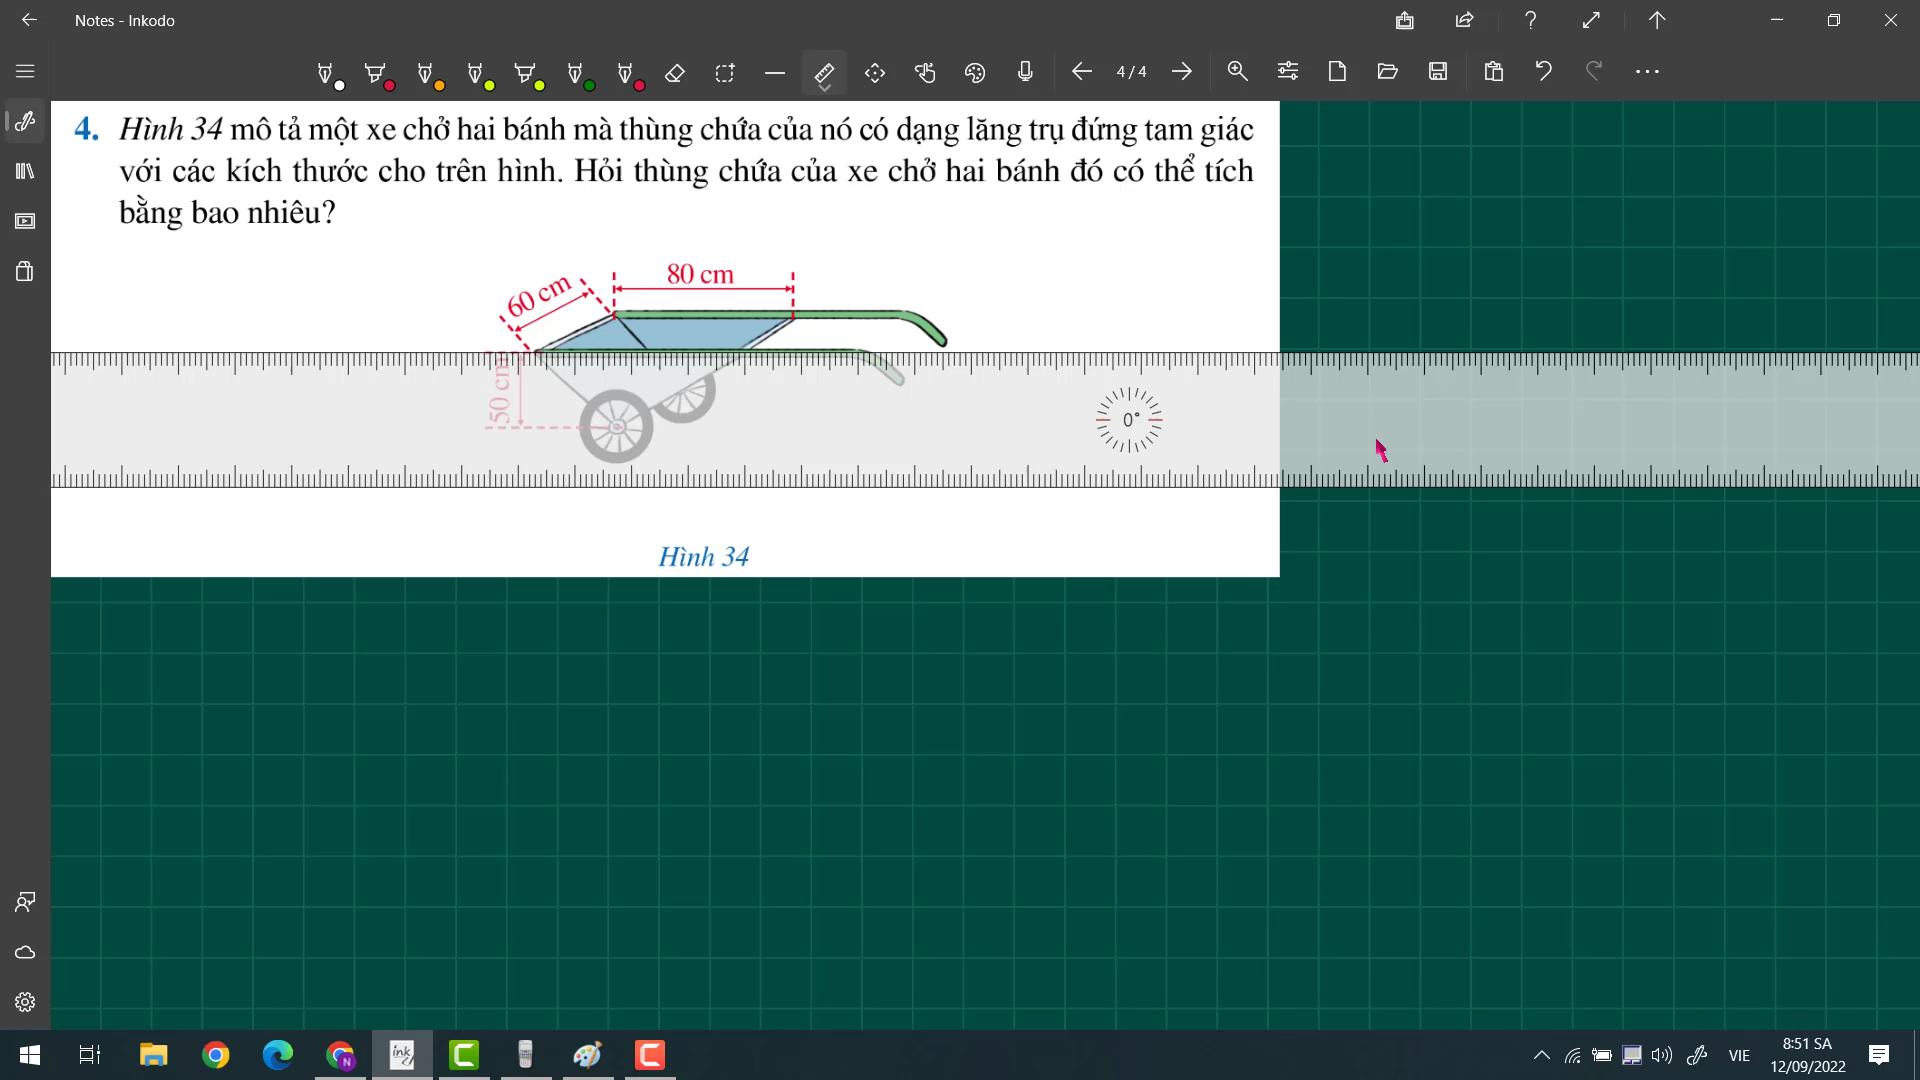 Notes - Inkodo
4 / 4
4. Hình 34 mô tả một xe chở hai bánh mà thùng chứa của nó có dạng lăng trụ đứng tam giác
với các kích thước cho trên hình. Hỏi thùng chứa của xe chở hai bánh đó có thể tích
bằng bao nhiêu?
80 cm
60 cm
50 cm
0°
Hình 34
N
ink
VIE
8:51 SA
12/09/2022